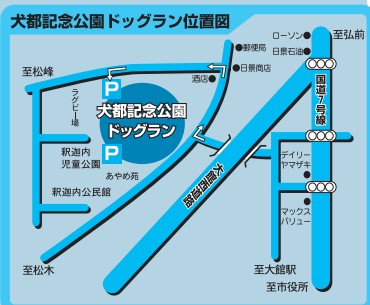 犬都記念公園ドッグラン位置図
ローソン
至弘前
郵便局
日景石油
至松峰
日景商店
酒店
P
国道7号線
ラグビー場
犬都記念公園
ドッグラン
釈迦内
児童公園
P
あやめ苑
デイリー
ヤマザキ
大館西道路
釈迦内公民館
マックス
バリュー
至松木
至大館駅
至市役所